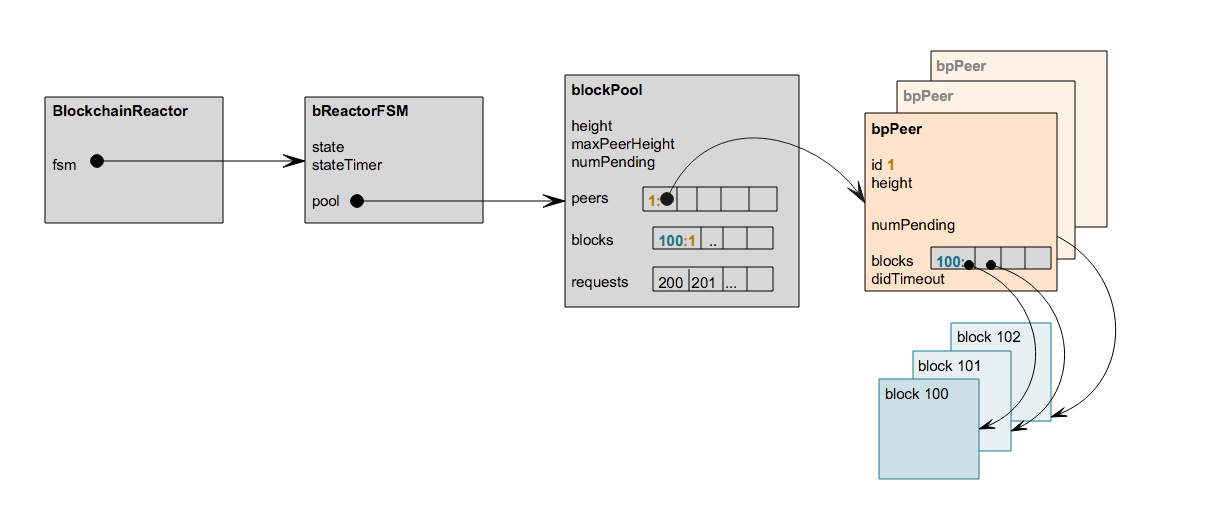 BlockchainReactor
fsm
bReactorFSM
state
stateTimer
pool
blockPool
height
maxPeerHeight
numPending
peers 1:
blocks 100:1 ..
requests 200 201 ...
bpPeer
bpPeer
bpPeer
id 1
height
numPending
blocks 100:
didTimeout
block 102
block 101
block 100